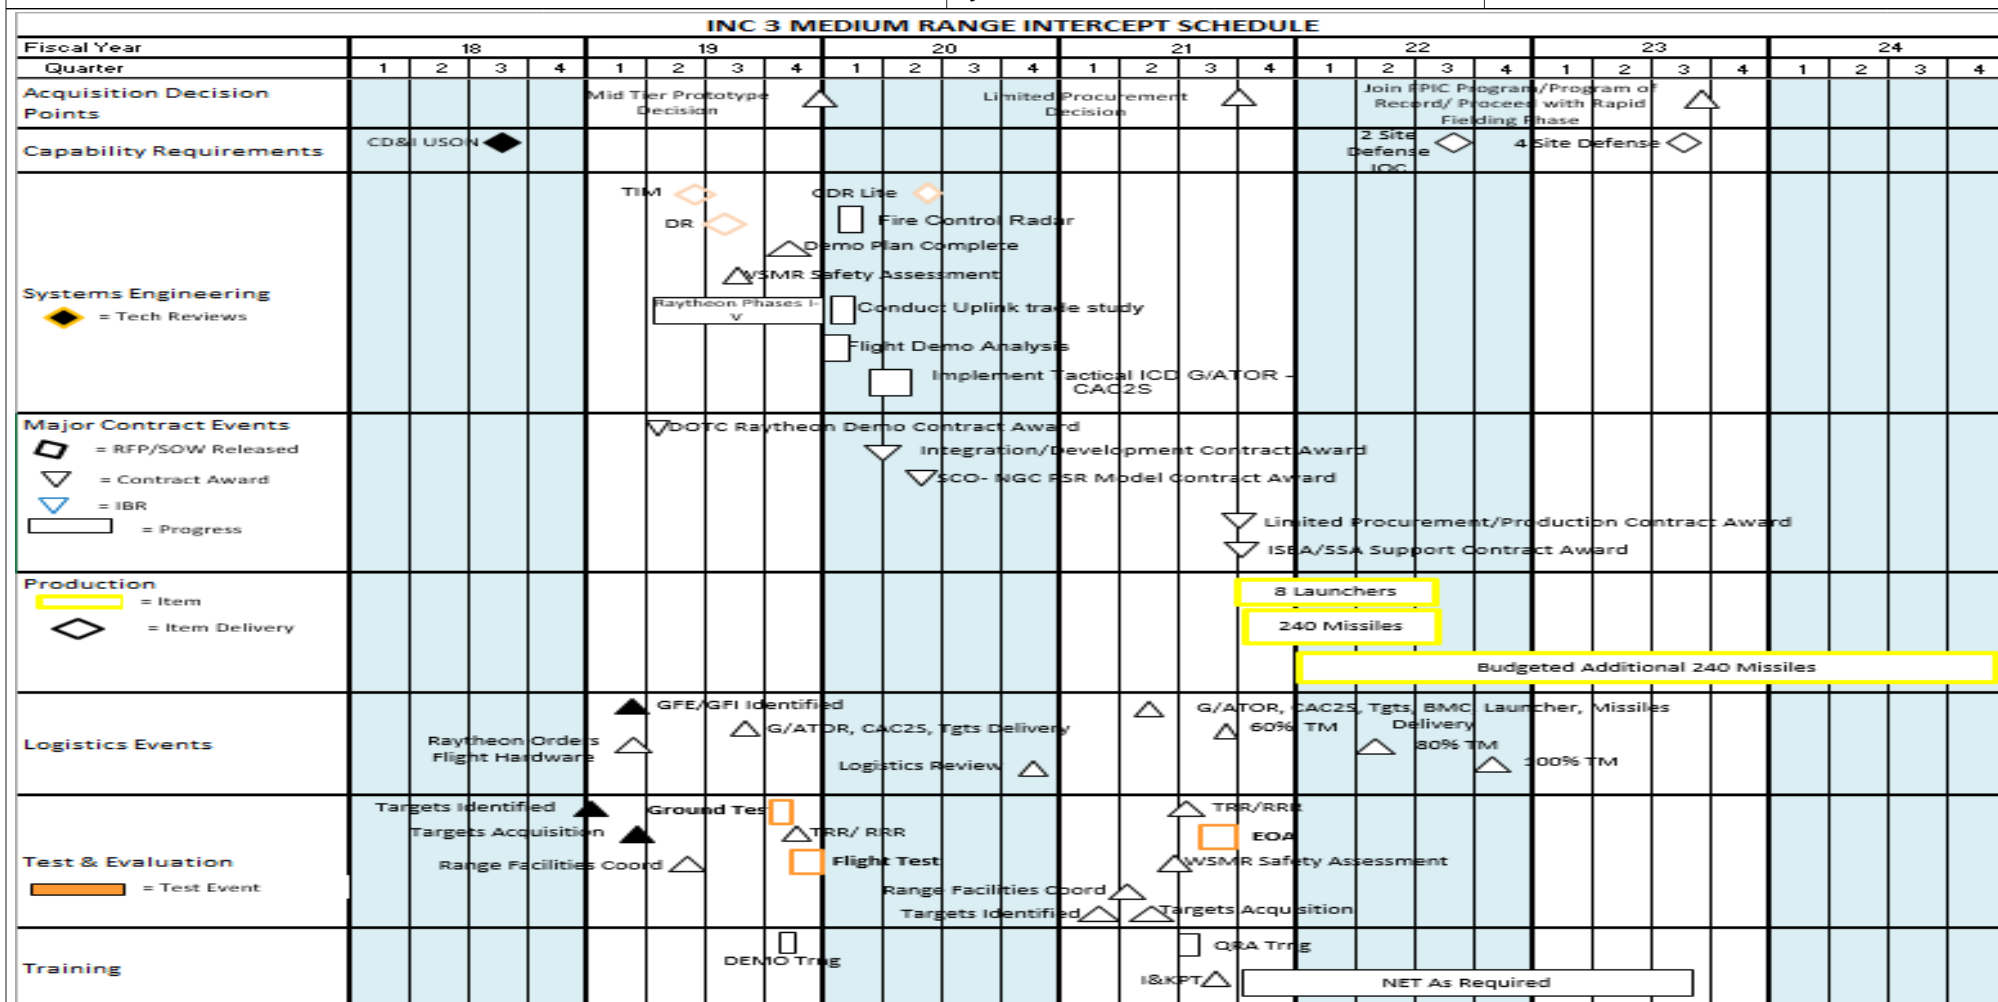 INC 3 MEDIUM RANGE INTERCEPT SCHEDULE
Fiscal Year 18 19 20 21 22 23 24
Quarter 1 2 3 4 1 2 3 4 1 2 3 4 1 2 3 4 1 2 3 4 1 2 3 4 1 2 3 4
Acquisition Decision
Points
Mid Tier Prototype
Decision
Limited Procurement
Decision
Join FPIC Program/Program of
Record/ Proceed with Rapid
Fielding Phase
Capability Requirements
CD&I USON
2 Site
Defense
IOC
4 Site Defense
Systems Engineering
= Tech Reviews
TIM
CDR Lite
DR
Fire Control Radar
Demo Plan Complete
WSMR Safety Assessment
Raytheon Phases I-
V
Conduct Uplink trade study
Flight Demo Analysis
Implement Tactical ICD G/ATOR -
CAC2S
Major Contract Events
= RFP/SOW Released
= Contract Award
= IBR
= Progress
DOTC Raytheon Demo Contract Award
Integration/Development Contract Award
SCO- NGC PSR Model Contract Award
Limited Procurement/Production Contract Award
ISEA/SSA Support Contract Award
Production
= Item
= Item Delivery
8 Launchers
240 Missiles
Budgeted Additional 240 Missiles
Logistics Events
GFE/GFI Identified
G/ATOR, CAC2S, Tgts Delivery
Raytheon Orders
Flight Hardware
Logistics Review
G/ATOR, CAC2S, Tgts, BMC, Launcher, Missiles
Delivery
60% TM
80% TM
100% TM
Test & Evaluation
= Test Event
Targets Identified
Ground Test
Targets Acquisition
TRR/ RRR
Range Facilities Coord
Flight Test
TRR/RRR
EOA
WSMR Safety Assessment
Range Facilities Coord
Targets Identified
Targets Acquisition
Training
DEMO Trng
QRA Trng
I&KPT
NET As Required